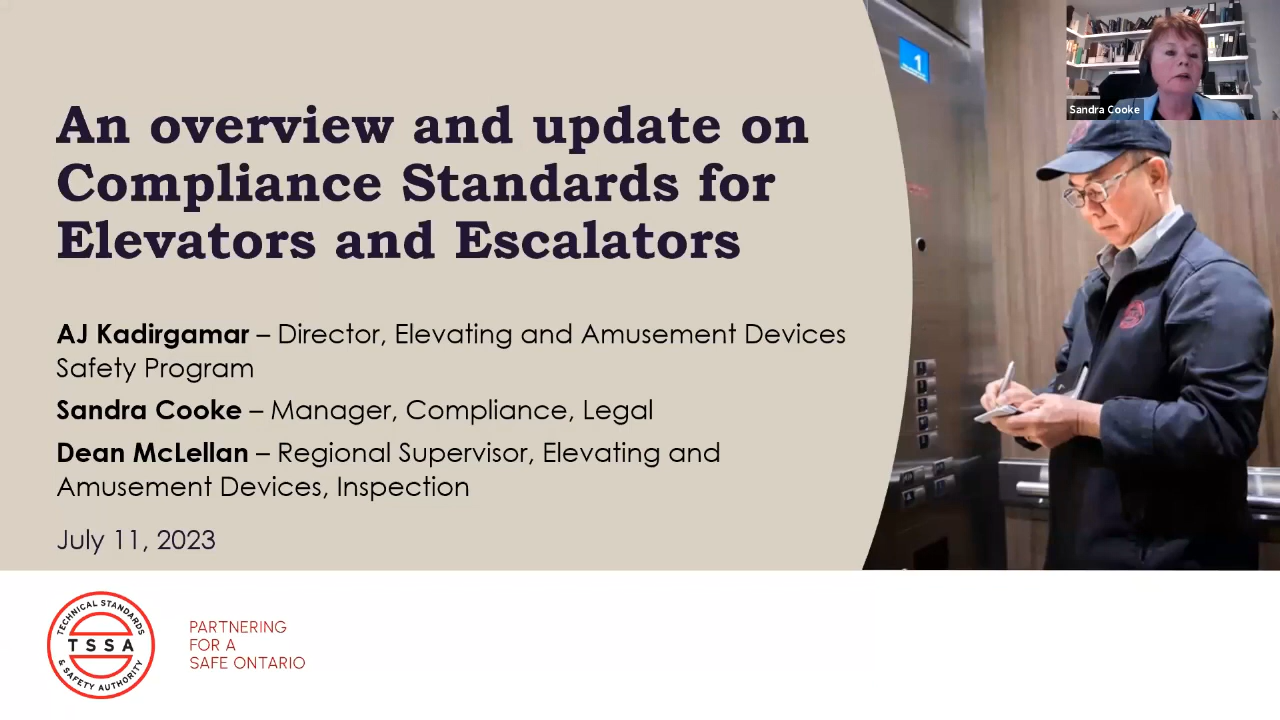 An overview and update on
Compliance Standards for
Elevators and Escalators
AJ Kadirgamar – Director, Elevating and Amusement Devices
Safety Program
Sandra Cooke – Manager, Compliance, Legal
Dean McLellan – Regional Supervisor, Elevating and
Amusement Devices, Inspection
July 11, 2023
1
Sandra Cooke
TECHNICAL STANDARDS
TSSA
& SAFETY AUTHORITY
PARTNERING
FOR A
SAFE ONTARIO